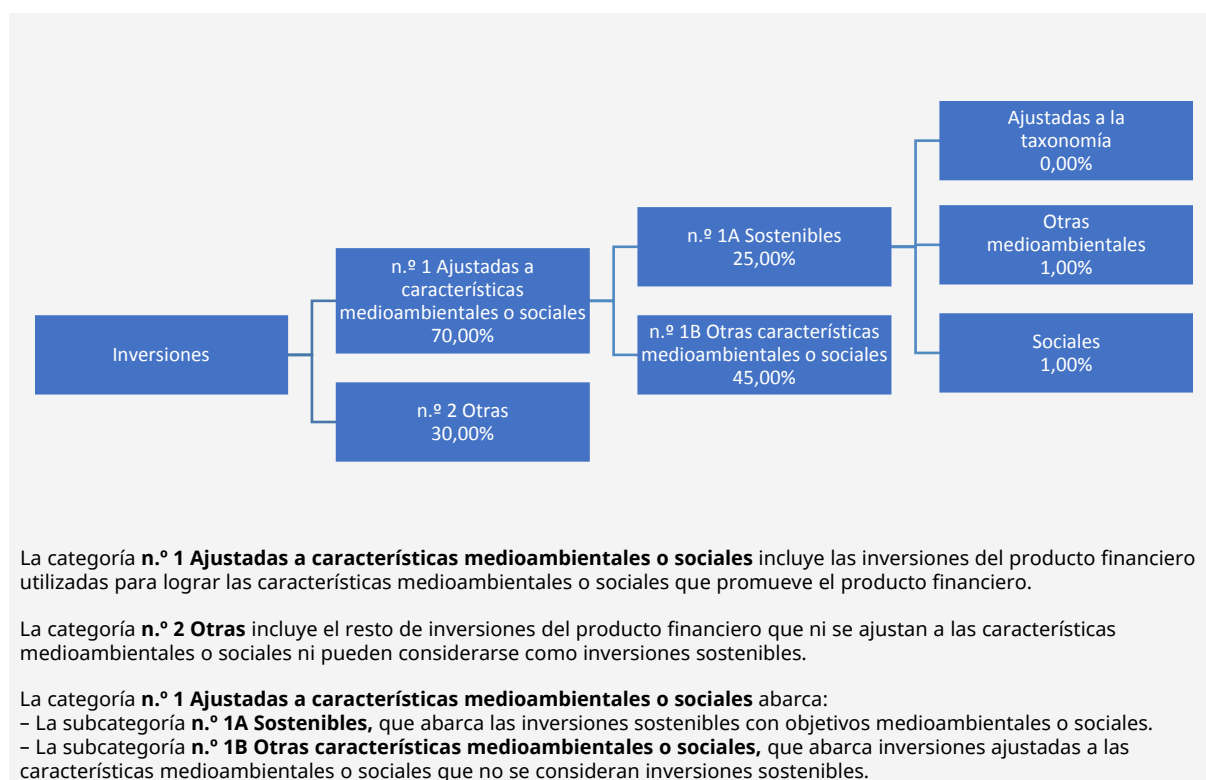 Inversiones
n.º 1 Ajustadas a
características
medioambientales o sociales
70,00%
n.º 2 Otras
30,00%
n.º 1A Sostenibles
25,00%
n.º 1B Otras características
medioambientales o sociales
45,00%
Ajustadas a la
taxonomía
0,00%
Otras
medioambientales
1,00%
Sociales
1,00%
La categoría n.º 1 Ajustadas a características medioambientales o sociales incluye las inversiones del producto financiero
utilizadas para lograr las características medioambientales o sociales que promueve el producto financiero.
La categoría n.º 2 Otras incluye el resto de inversiones del producto financiero que ni se ajustan a las características
medioambientales o sociales ni pueden considerarse como inversiones sostenibles.
La categoría n.º 1 Ajustadas a características medioambientales o sociales abarca:
– La subcategoría n.º 1A Sostenibles, que abarca las inversiones sostenibles con objetivos medioambientales o sociales.
– La subcategoría n.º 1B Otras características medioambientales o sociales, que abarca inversiones ajustadas a las
características medioambientales o sociales que no se consideran inversiones sostenibles.